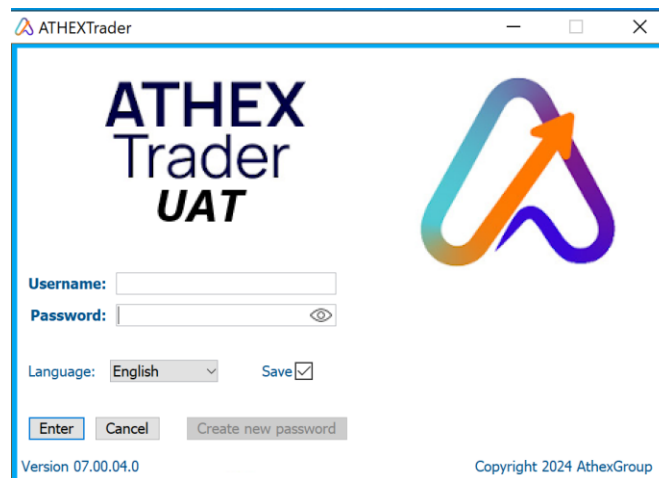 ATHEXTrader
ATHEX
Trader
UAT
Username:
Password:
Language: English Save
Enter Cancel Create new password
Version 07.00.04.0 Copyright 2024 AthexGroup